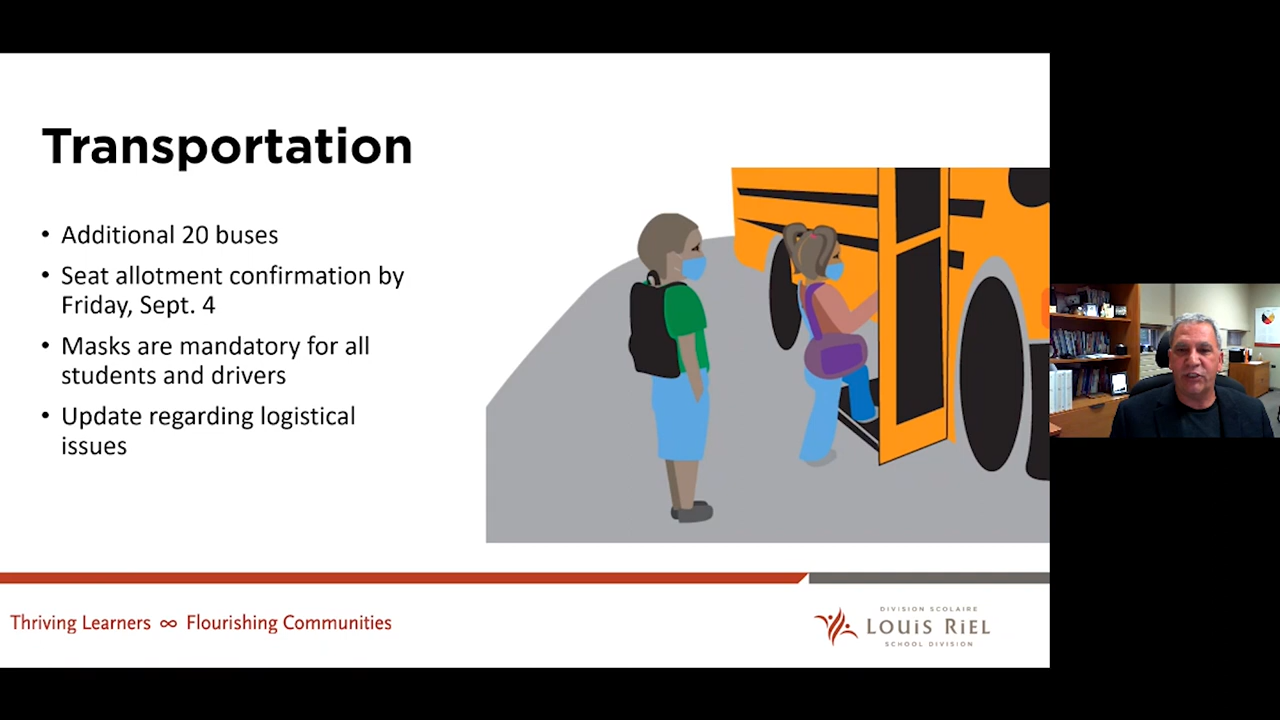 Transportation
• Additional 20 buses
• Seat allotment confirmation by
Friday, Sept. 4
• Masks are mandatory for all
students and drivers
• Update regarding logistical
issues
Thriving Learners ∞ Flourishing Communities
DIVISION SCOLAIRE
LOUIS RIEL
SCHOOL DIVISION